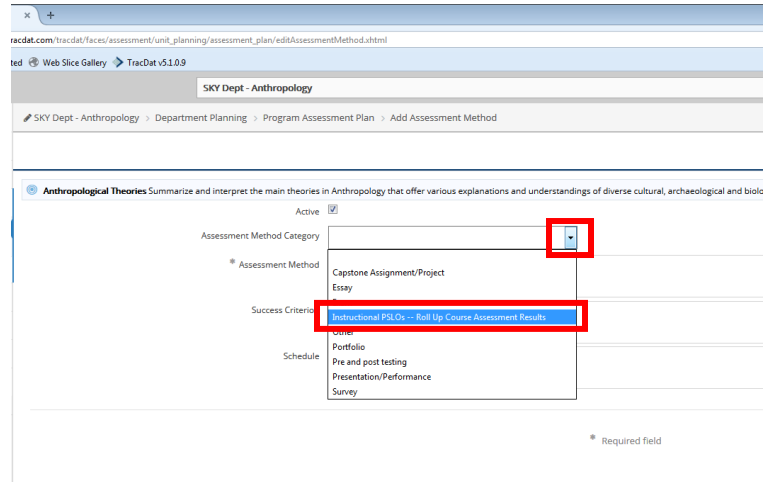 × +
racdat.com/tracdat/faces/assessment/unit_planning/assessment_plan/editAssessmentMethod.xhtml
ted Web Slice Gallery TracDat v5.1.0.9
SKY Dept - Anthropology
SKY Dept - Anthropology > Department Planning > Program Assessment Plan > Add Assessment Method
Anthropological Theories Summarize and interpret the main theories in Anthropology that offer various explanations and understandings of diverse cultural, archaeological and biolo
Active
Assessment Method Category
* Assessment Method
Capstone Assignment/Project
Essay
Success Criterion
Instructional PSLOs -- Roll Up Course Assessment Results
Other
Portfolio
Schedule
Pre and post testing
Presentation/Performance
Survey
* Required field